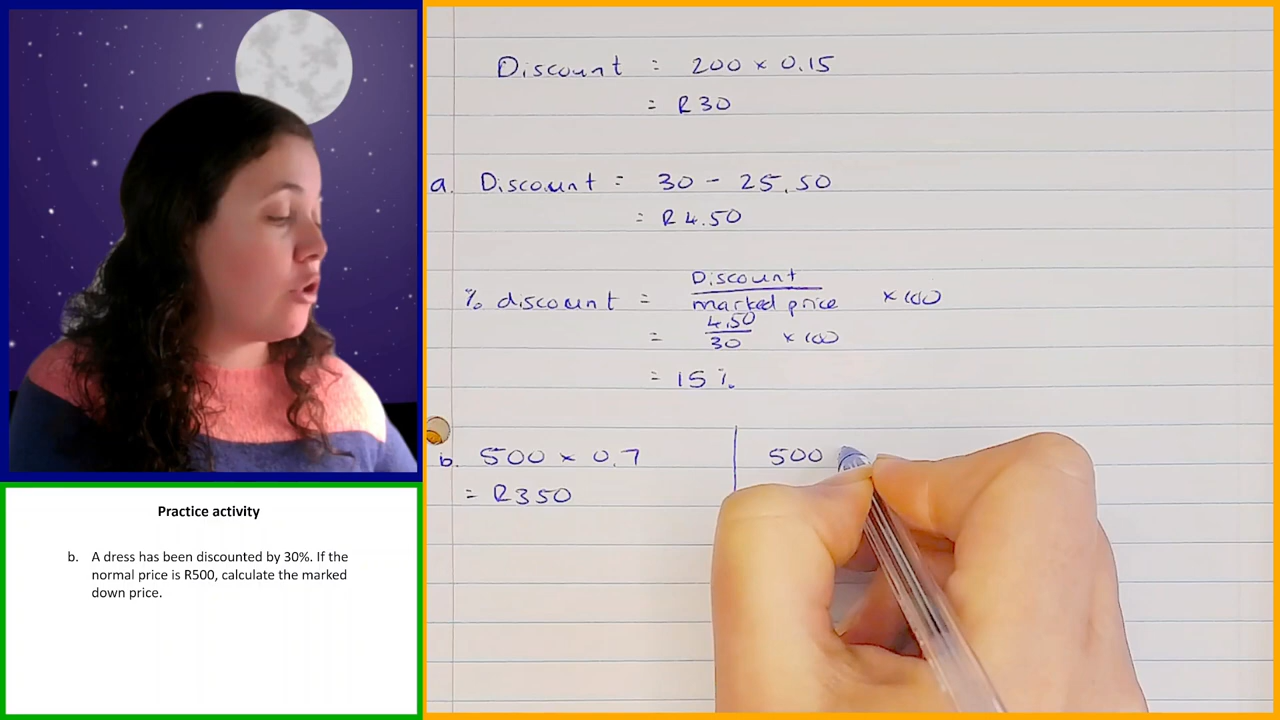 Discount = 200 × 0.15
= R30
a. Discount = 30 - 25.50
= R4.50
% discount = Discount / marked price × 100
= 4.50 / 30 × 100
= 15 %
b. 500 × 0.7
= R350
500
Practice activity
b. A dress has been discounted by 30%. If the
normal price is R500, calculate the marked
down price.